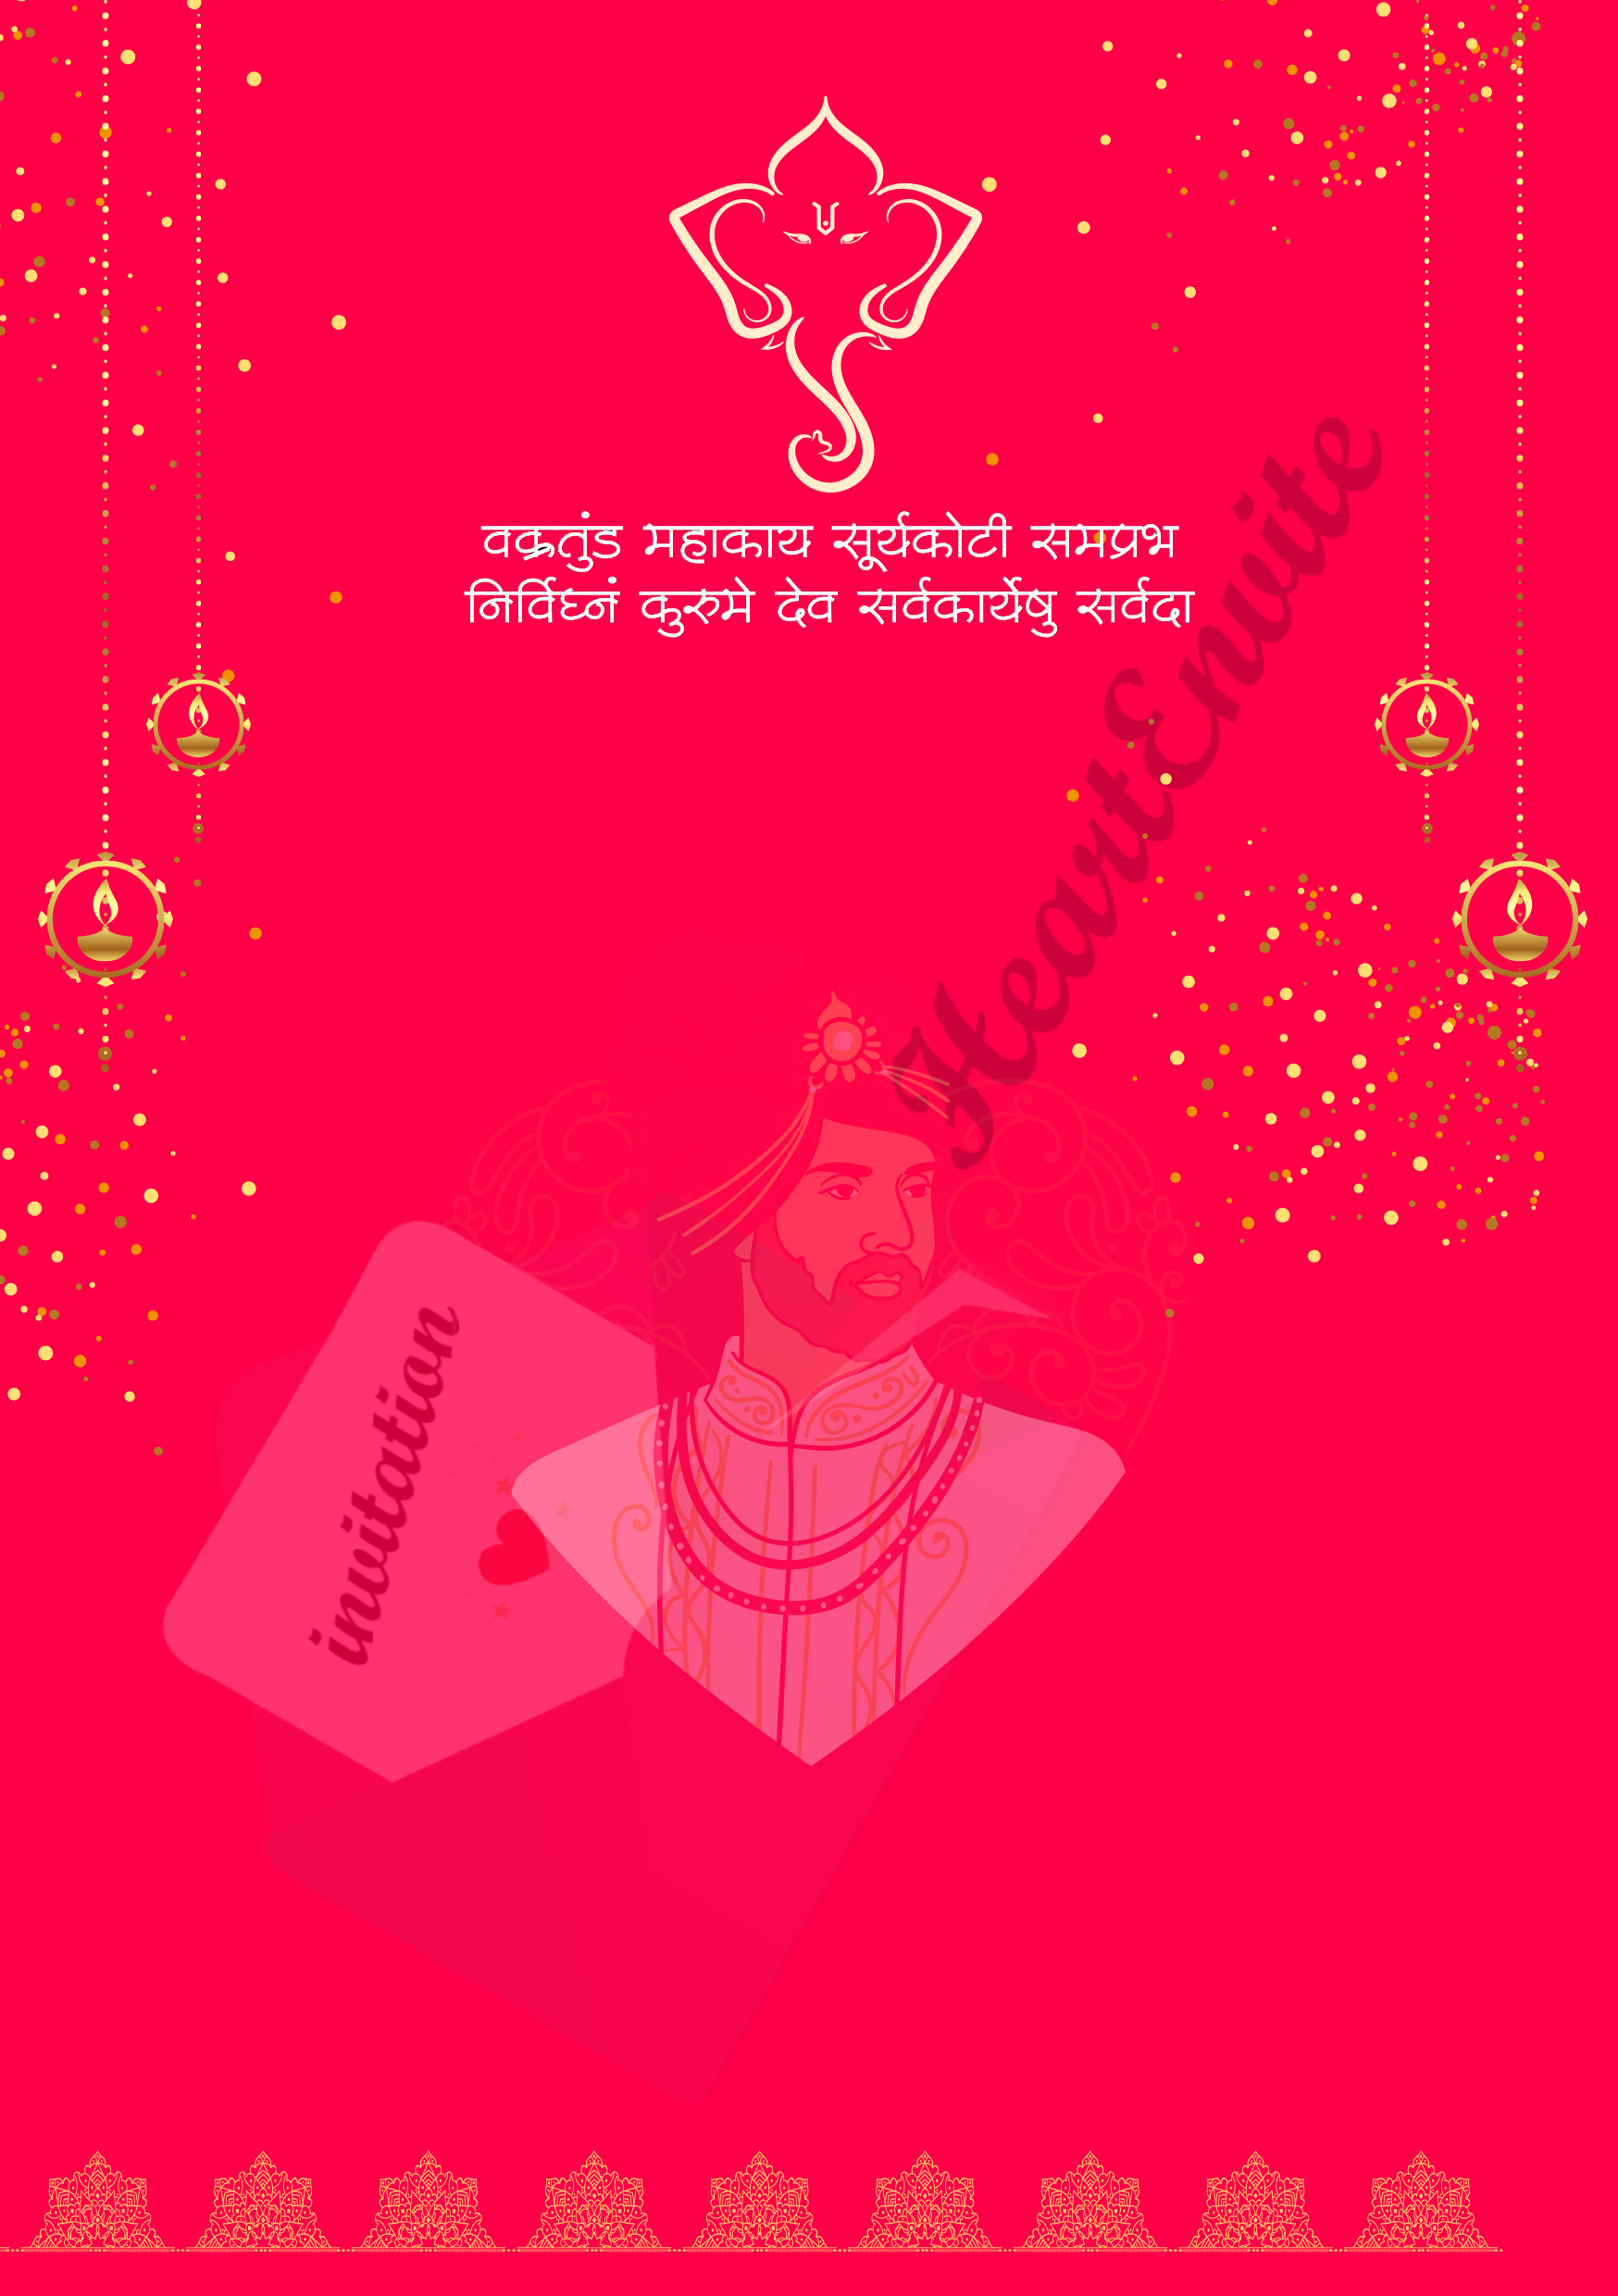 वक्रतुंड महाकाय सूर्यकोटी समप्रभ
निर्विघ्नं कुरुमे देव सर्वकार्येषु सर्वदा
HeartEnvite
invitation